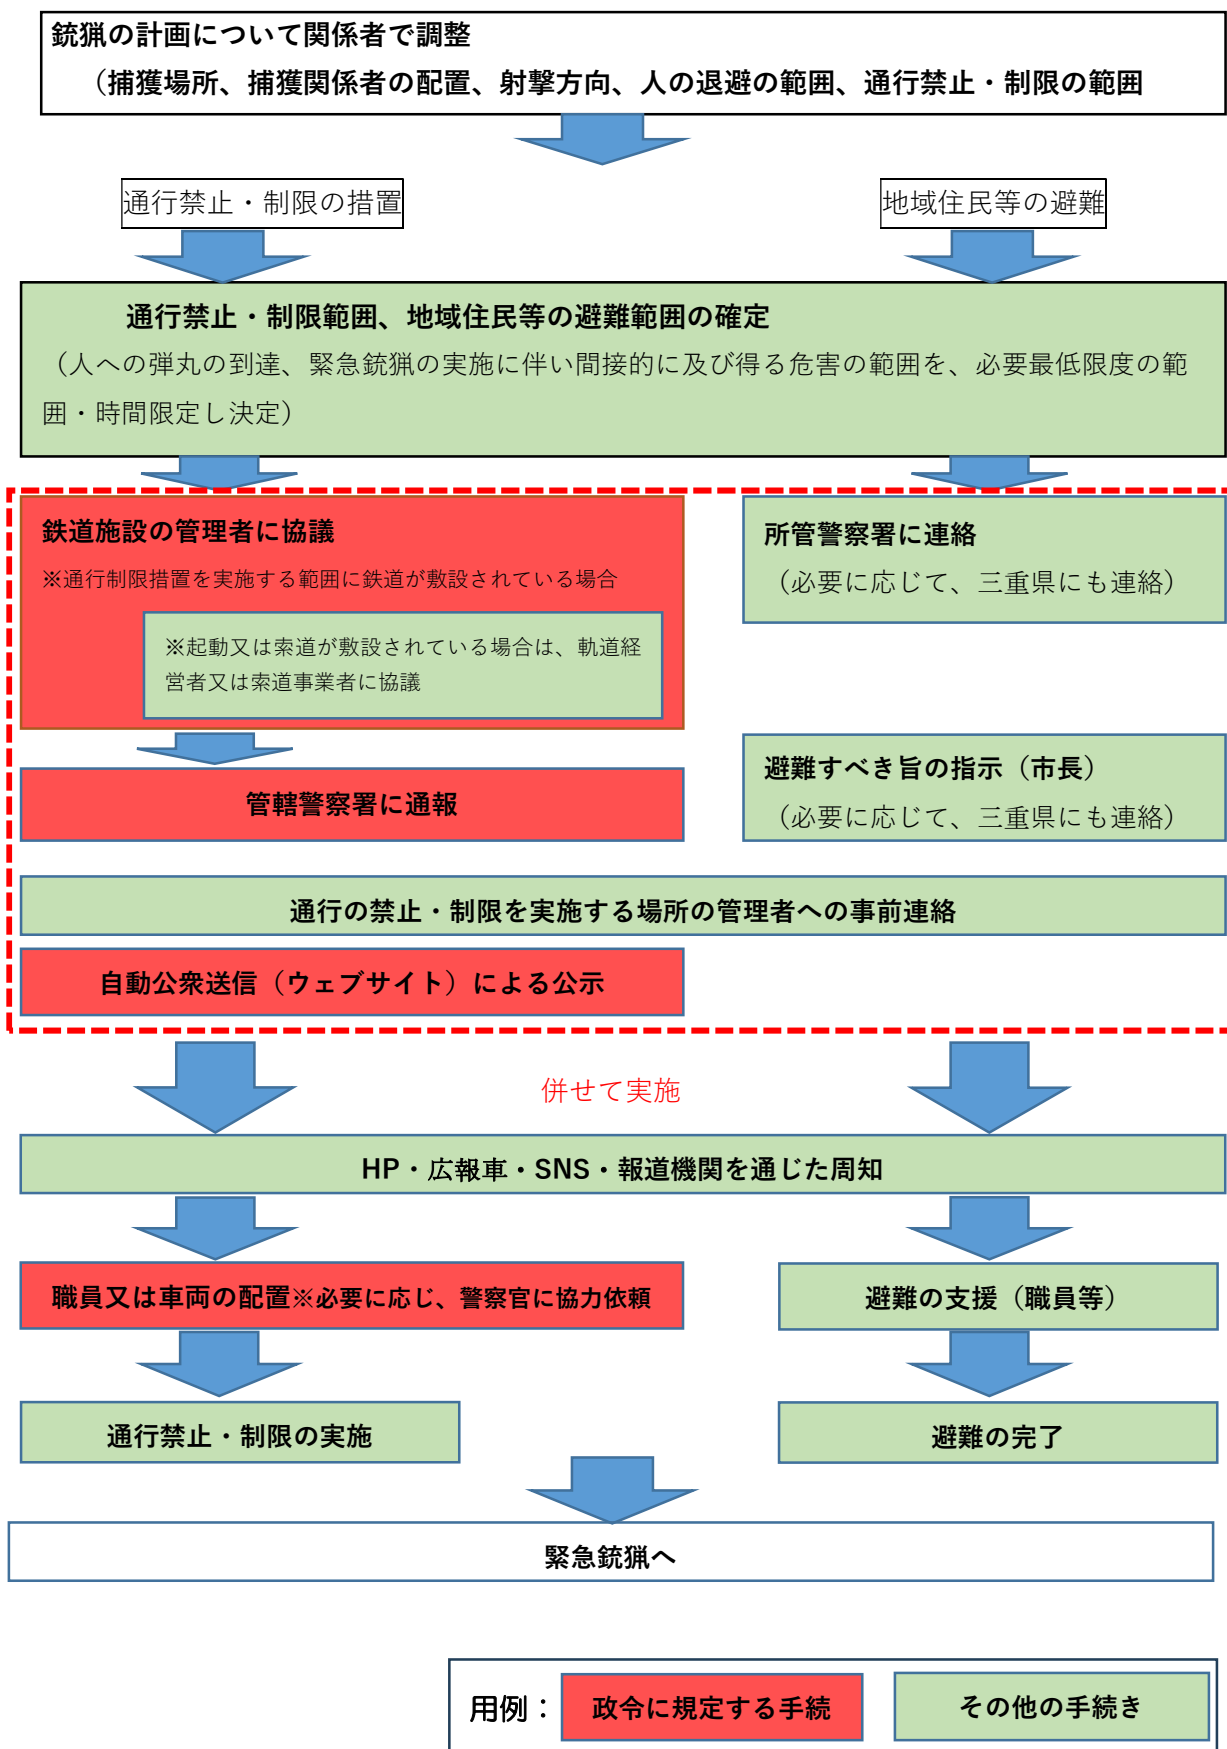 銃猟の計画について関係者で調整
（捕獲場所、捕獲関係者の配置、射撃方向、人の退避の範囲、通行禁止・制限の範囲
通行禁止・制限の措置
地域住民等の避難
通行禁止・制限範囲、地域住民等の避難範囲の確定
（人への弾丸の到達、緊急銃猟の実施に伴い間接的に及び得る危害の範囲を、必要最低限度の範
囲・時間限定し決定）
鉄道施設の管理者に協議
※通行制限措置を実施する範囲に鉄道が敷設されている場合
※起動又は索道が敷設されている場合は、軌道経
営者又は索道事業者に協議
所管警察署に連絡
（必要に応じて、三重県にも連絡）
管轄警察署に通報
避難すべき旨の指示（市長）
（必要に応じて、三重県にも連絡）
通行の禁止・制限を実施する場所の管理者への事前連絡
自動公衆送信（ウェブサイト）による公示
併せて実施
HP・広報車・SNS・報道機関を通じた周知
職員又は車両の配置※必要に応じ、警察官に協力依頼
避難の支援（職員等）
通行禁止・制限の実施
避難の完了
緊急銃猟へ
用例：
政令に規定する手続
その他の手続き